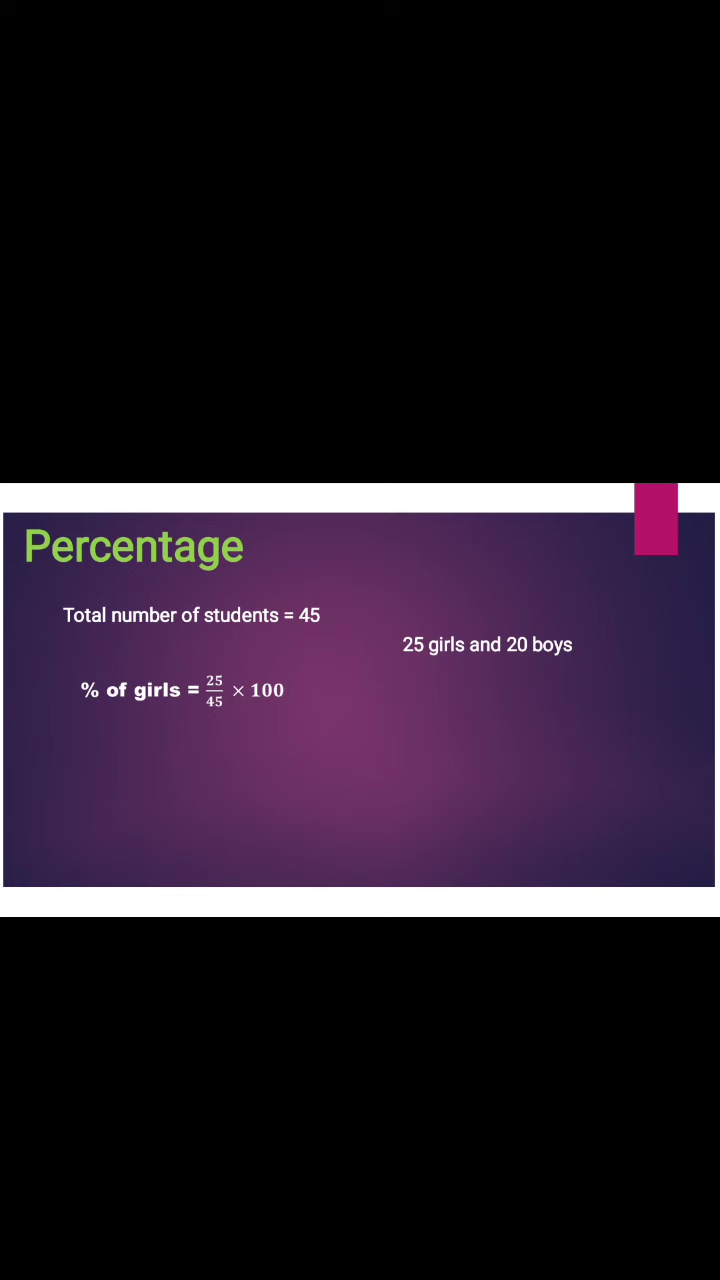 Percentage
Total number of students = 45
25 girls and 20 boys
% of girls = 25/45 × 100